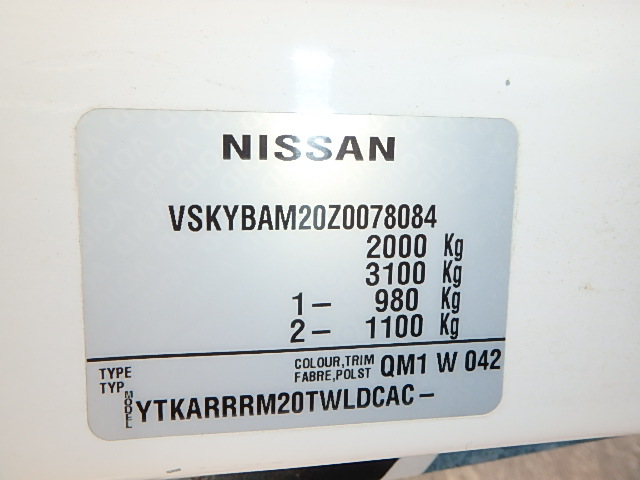 NISSAN
VSKYBAM20Z0078084
2000 Kg
3100 Kg
1- 980 Kg
2- 1100 Kg
TYPE
TYP
COLOUR,TRIM
FABRE,POLST
QM1 W 042
MODEL
YTKARRRM20TWLDCAC-